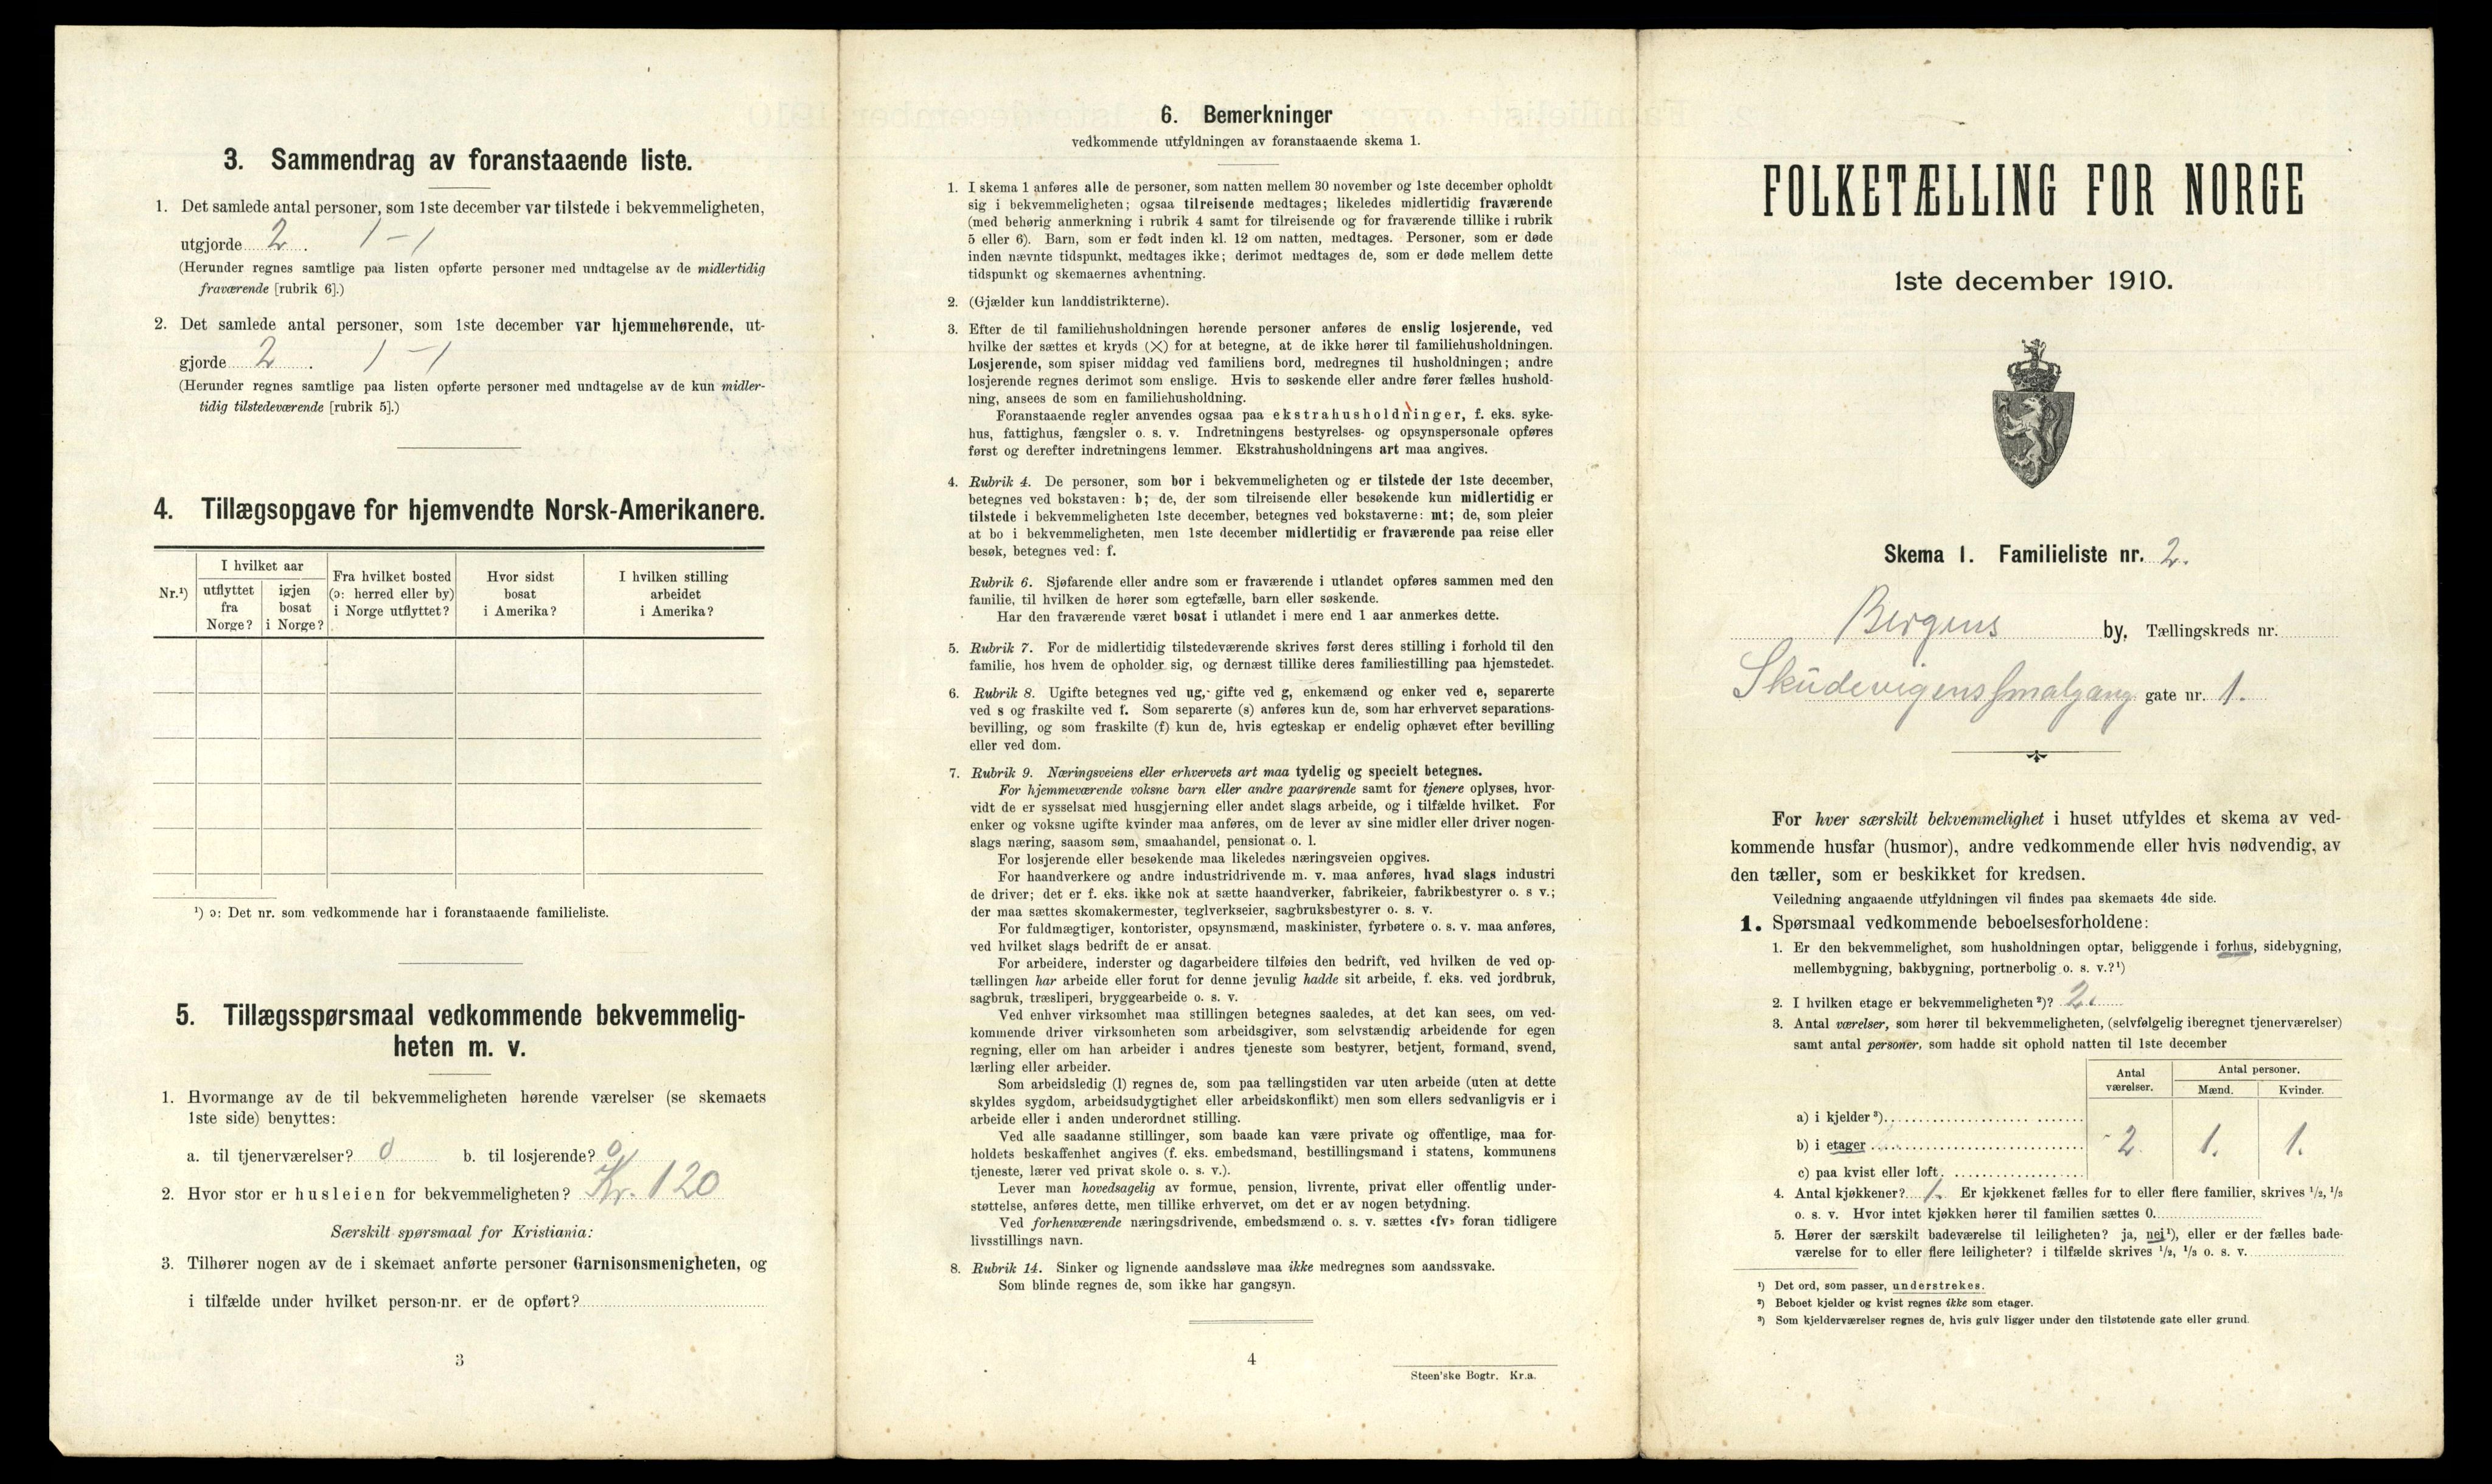 3. Sammendrag av foranstaaende liste.
1. Det samlede antal personer, som 1ste december var tilstede i bekvemmeligheten,
utgjorde 2. 1 - 1
(Herunder regnes samtlige paa listen opførte personer med undtagelse av de midlertidig
fraværende [rubrik 6].)
2. Det samlede antal personer, som 1ste december var hjemmehørende, ut-
gjorde 2. 1 - 1
(Herunder regnes samtlige paa listen opførte personer med undtagelse av de kun midler-
tidig tilstedeværende [rubrik 5].)
4. Tillægsopgave for hjemvendte Norsk-Amerikanere.
Nr.¹)
I hvilket aar
utflyttet fra Norge?
igjen bosat i Norge?
Fra hvilket bosted (ɔ: herred eller by) i Norge utflyttet?
Hvor sidst bosat i Amerika?
I hvilken stilling arbeidet i Amerika?
¹) ɔ: Det nr. som vedkommende har i foranstaaende familieliste.
5. Tillægsspørsmaal vedkommende bekvemmelig-
heten m. v.
1. Hvormange av de til bekvemmeligheten hørende værelser (se skemaets
1ste side) benyttes:
a. til tjenerværelser? 0 b. til losjerende? 0
2. Hvor stor er husleien for bekvemmeligheten? Kr. 120
Særskilt spørsmaal for Kristiania:
3. Tilhører nogen av de i skemaet anførte personer Garnisonsmenigheten, og
i tilfælde under hvilket person-nr. er de opført?
3
6. Bemerkninger
vedkommende utfyldningen av foranstaaende skema 1.
1. I skema 1 anføres alle de personer, som natten mellem 30 november og 1ste december opholdt
sig i bekvemmeligheten; ogsaa tilreisende medtages; likeledes midlertidig fraværende
(med behørig anmerkning i rubrik 4 samt for tilreisende og for fraværende tillike i rubrik
5 eller 6). Barn, som er født inden kl. 12 om natten, medtages. Personer, som er døde
inden nævnte tidspunkt, medtages ikke; derimot medtages de, som er døde mellem dette
tidspunkt og skemaernes avhentning.
2. (Gjælder kun landdistrikterne).
3. Efter de til familiehusholdningen hørende personer anføres de enslig losjerende, ved
hvilke der sættes et kryds (×) for at betegne, at de ikke hører til familiehusholdningen.
Losjerende, som spiser middag ved familiens bord, medregnes til husholdningen; andre
losjerende regnes derimot som enslige. Hvis to søskende eller andre fører fælles hushold-
ning, ansees de som en familiehusholdning.
Foranstaaende regler anvendes ogsaa paa ekstrahusholdninger, f. eks. syke-
hus, fattighus, fængsler o. s. v. Indretningens bestyrelses- og opsynspersonale opføres
først og derefter indretningens lemmer. Ekstrahusholdningens art maa angives.
4. Rubrik 4. De personer, som bor i bekvemmeligheten og er tilstede der 1ste december,
betegnes ved bokstaven: b; de, der som tilreisende eller besøkende kun midlertidig er
tilstede i bekvemmeligheten 1ste december, betegnes ved bokstaverne: mt; de, som pleier
at bo i bekvemmeligheten, men 1ste december midlertidig er fraværende paa reise eller
besøk, betegnes ved: f.
Rubrik 6. Sjøfarende eller andre som er fraværende i utlandet opføres sammen med den
familie, til hvilken de hører som egtefælle, barn eller søskende.
Har den fraværende været bosat i utlandet i mere end 1 aar anmerkes dette.
5. Rubrik 7. For de midlertidig tilstedeværende skrives først deres stilling i forhold til den
familie, hos hvem de opholder sig, og dernæst tillike deres familiestilling paa hjemstedet.
6. Rubrik 8. Ugifte betegnes ved ug, gifte ved g, enkemænd og enker ved e, separerte
ved s og fraskilte ved f. Som separerte (s) anføres kun de, som har erhvervet separations-
bevilling, og som fraskilte (f) kun de, hvis egteskap er endelig ophævet efter bevilling
eller ved dom.
7. Rubrik 9. Næringsveiens eller erhvervets art maa tydelig og specielt betegnes.
For hjemmeværende voksne barn eller andre paarørende samt for tjenere oplyses, hvor-
vidt de er sysselsat med husgjerning eller andet slags arbeide, og i tilfælde hvilket. For
enker og voksne ugifte kvinder maa anføres, om de lever av sine midler eller driver nogen-
slags næring, saasom søm, smaahandel, pensionat o. l.
For losjerende eller besøkende maa likeledes næringsveien opgives.
For haandverkere og andre industridrivende m. v. maa anføres, hvad slags industri
de driver; det er f. eks. ikke nok at sætte haandverker, fabrikeier, fabrikbestyrer o. s v.;
der maa sættes skomakermester, teglverkseier, sagbruksbestyrer o. s. v.
For fuldmægtiger, kontorister, opsynsmænd, maskinister, fyrbøtere o. s. v. maa anføres,
ved hvilket slags bedrift de er ansat.
For arbeidere, inderster og dagarbeidere tilføies den bedrift, ved hvilken de ved op-
tællingen har arbeide eller forut for denne jevnlig hadde sit arbeide, f. eks. ved jordbruk,
sagbruk, træsliperi, bryggearbeide o. s. v.
Ved enhver virksomhet maa stillingen betegnes saaledes, at det kan sees, om ved-
kommende driver virksomheten som arbeidsgiver, som selvstændig arbeidende for egen
regning, eller om han arbeider i andres tjeneste som bestyrer, betjent, formand, svend,
lærling eller arbeider.
Som arbeidsledig (l) regnes de, som paa tællingstiden var uten arbeide (uten at dette
skyldes sygdom, arbeidsudygtighet eller arbeidskonflikt) men som ellers sedvanligvis er i
arbeide eller i anden underordnet stilling.
Ved alle saadanne stillinger, som baade kan være private og offentlige, maa for-
holdets beskaffenhet angives (f. eks. embedsmand, bestillingsmand i statens, kommunens
tjeneste, lærer ved privat skole o. s. v.).
Lever man hovedsagelig av formue, pension, livrente, privat eller offentlig under-
støttelse, anføres dette, men tillike erhvervet, om det er av nogen betydning.
Ved forhenværende næringsdrivende, embedsmænd o. s. v. sættes «fv» foran tidligere
livsstillings navn.
8. Rubrik 14. Sinker og lignende aandssløve maa ikke medregnes som aandssvake.
Som blinde regnes de, som ikke har gangsyn.
4
Steen'ske Bogtr. Kr.a.
FOLKETÆLLING FOR NORGE
1ste december 1910.
Skema 1. Familieliste nr. 2.
Bergens by. Tællingskreds nr.
Skudevigens smalgang gate nr. 1.
For hver særskilt bekvemmelighet i huset utfyldes et skema av ved-
kommende husfar (husmor), andre vedkommende eller hvis nødvendig, av
den tæller, som er beskikket for kredsen.
Veiledning angaaende utfyldningen vil findes paa skemaets 4de side.
1. Spørsmaal vedkommende beboelsesforholdene:
1. Er den bekvemmelighet, som husholdningen optar, beliggende i forhus, sidebygning,
mellembygning, bakbygning, portnerbolig o. s. v.?¹)
2. I hvilken etage er bekvemmeligheten²)? 2.
3. Antal værelser, som hører til bekvemmeligheten, (selvfølgelig iberegnet tjenerværelser)
samt antal personer, som hadde sit ophold natten til 1ste december
Antal værelser.
Antal personer.
Mænd. Kvinder.
a) i kjelder³)
b) i etager 2 1. 1.
c) paa kvist eller loft
4. Antal kjøkkener? 1. Er kjøkkenet fælles for to eller flere familier, skrives ¹/₂, ¹/₃
o. s. v. Hvor intet kjøkken hører til familien sættes 0.
5. Hører der særskilt badeværelse til leiligheten? ja, nei¹), eller er der fælles bade-
værelse for to eller flere leiligheter? i tilfælde skrives ¹/₂, ¹/₃ o. s. v.
¹) Det ord, som passer, understrekes.
²) Beboet kjelder og kvist regnes ikke som etager.
³) Som kjelderværelser regnes de, hvis gulv ligger under den tilstøtende gate eller grund.